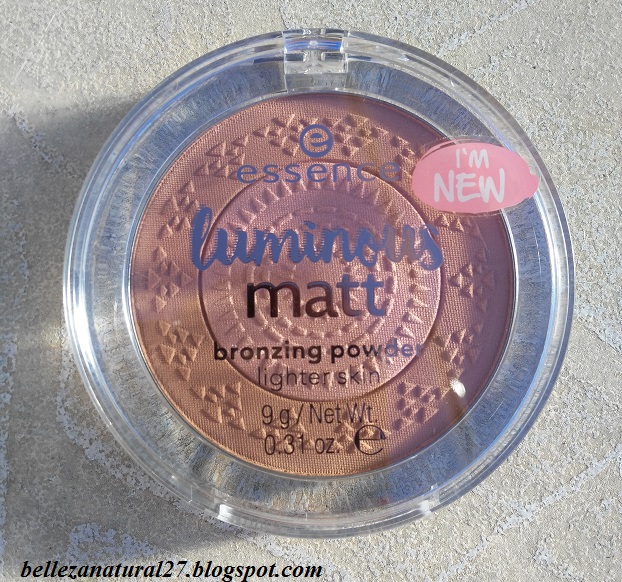 essence
I'M
NEW
luminous
matt
bronzing powder
lighter skin
9 g / Net Wt.
0.31 oz. ℮
bellezanatural27.blogspot.com